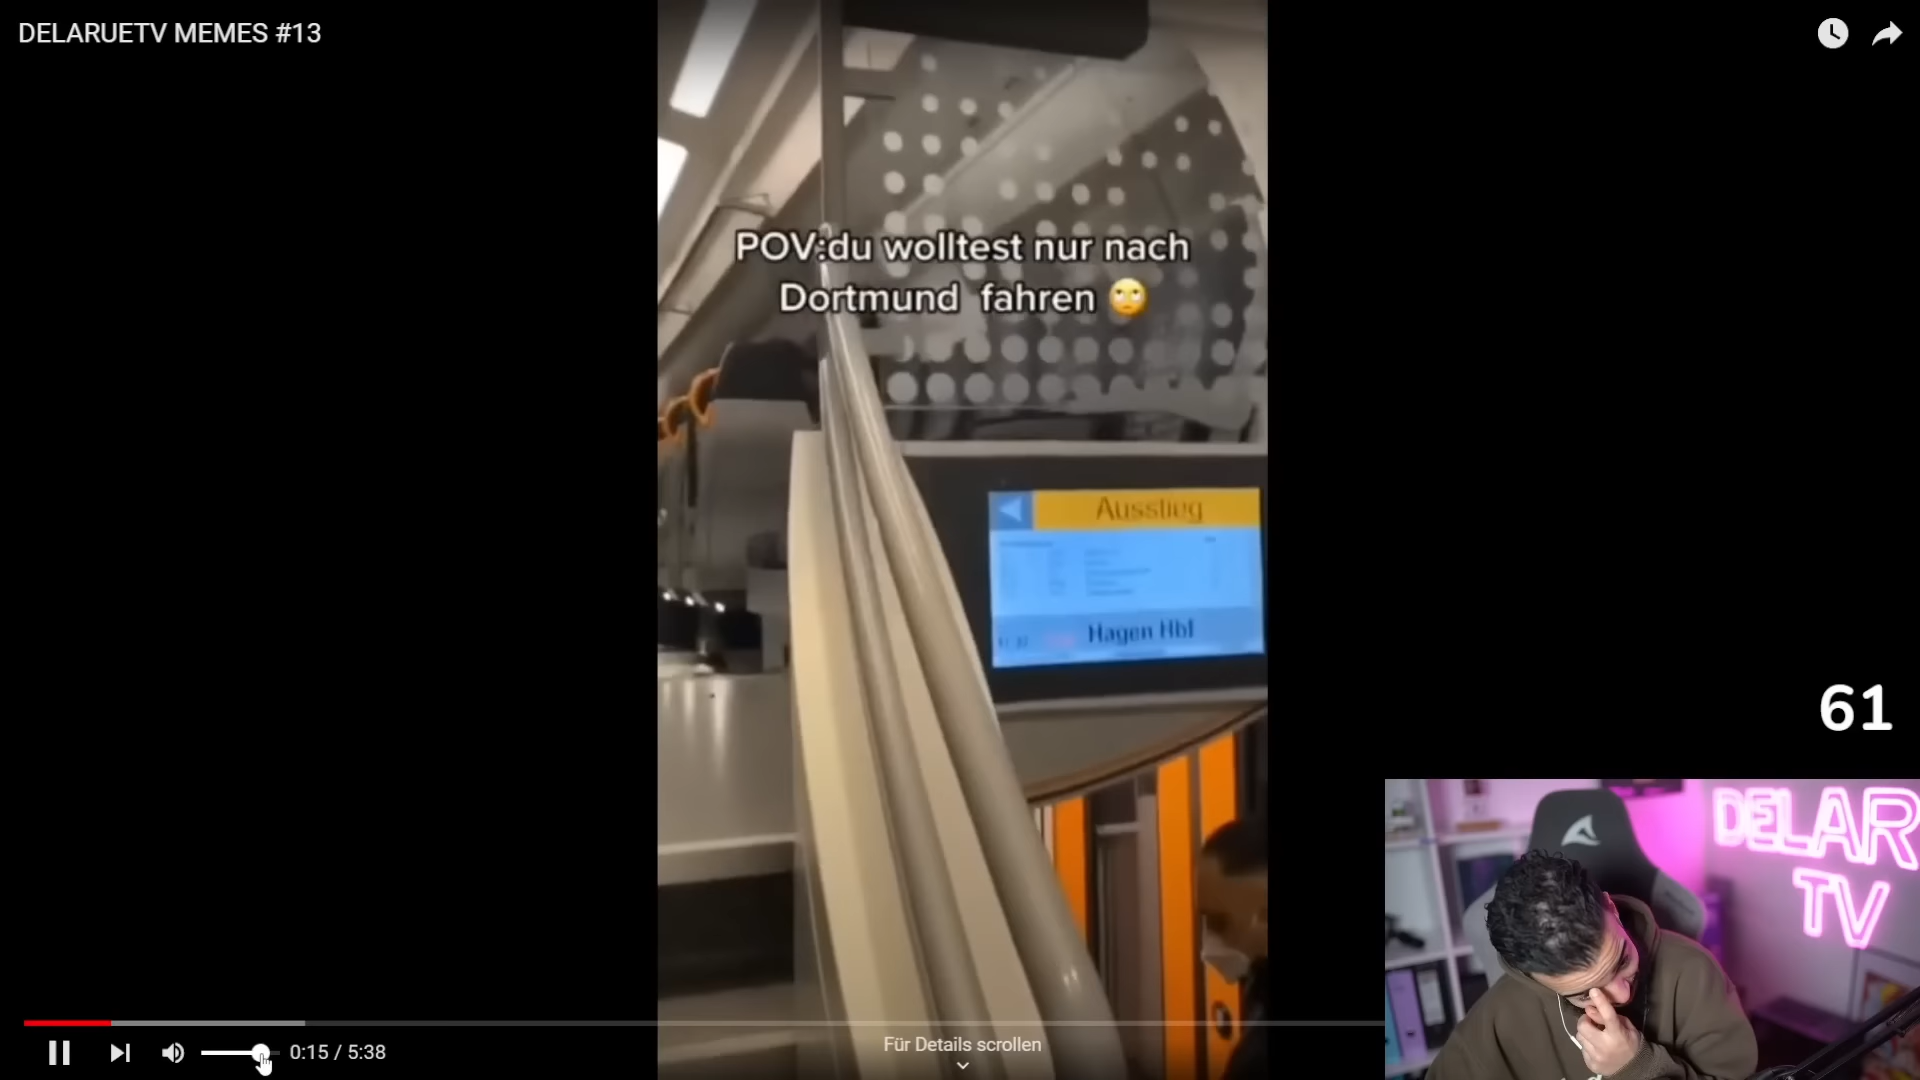 DELARUETV MEMES #13
POV:du wolltest nur nach
Dortmund fahren 🙄
Ausstieg
Hagen Hbf
61
DELAR
TV
0:15 / 5:38
Für Details scrollen